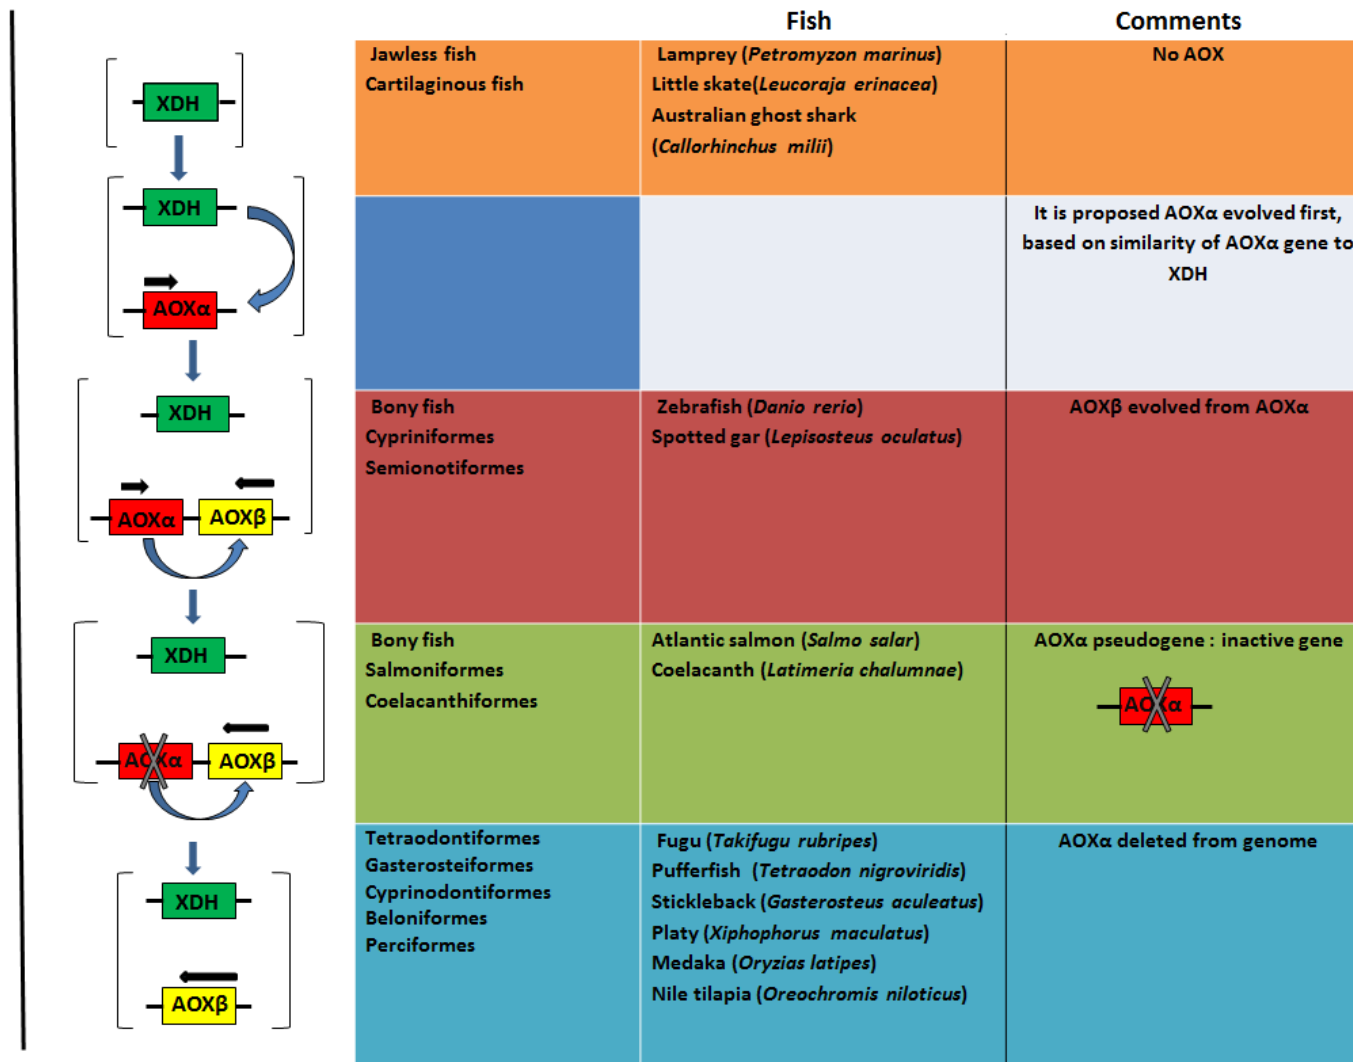 Fish
Comments
XDH
Jawless fish
Cartilaginous fish
Lamprey (Petromyzon marinus)
Little skate(Leucoraja erinacea)
Australian ghost shark
(Callorhinchus milii)
No AOX
XDH
AOXα
It is proposed AOXα evolved first,
based on similarity of AOXα gene to
XDH
XDH
AOXα
AOXβ
Bony fish
Cypriniformes
Semionotiformes
Zebrafish (Danio rerio)
Spotted gar (Lepisosteus oculatus)
AOXβ evolved from AOXα
XDH
AOXα
AOXβ
Bony fish
Salmoniformes
Coelacanthiformes
Atlantic salmon (Salmo salar)
Coelacanth (Latimeria chalumnae)
AOXα pseudogene : inactive gene
AOXα
XDH
AOXβ
Tetraodontiformes
Gasterosteiformes
Cyprinodontiformes
Beloniformes
Perciformes
Fugu (Takifugu rubripes)
Pufferfish (Tetraodon nigroviridis)
Stickleback (Gasterosteus aculeatus)
Platy (Xiphophorus maculatus)
Medaka (Oryzias latipes)
Nile tilapia (Oreochromis niloticus)
AOXα deleted from genome